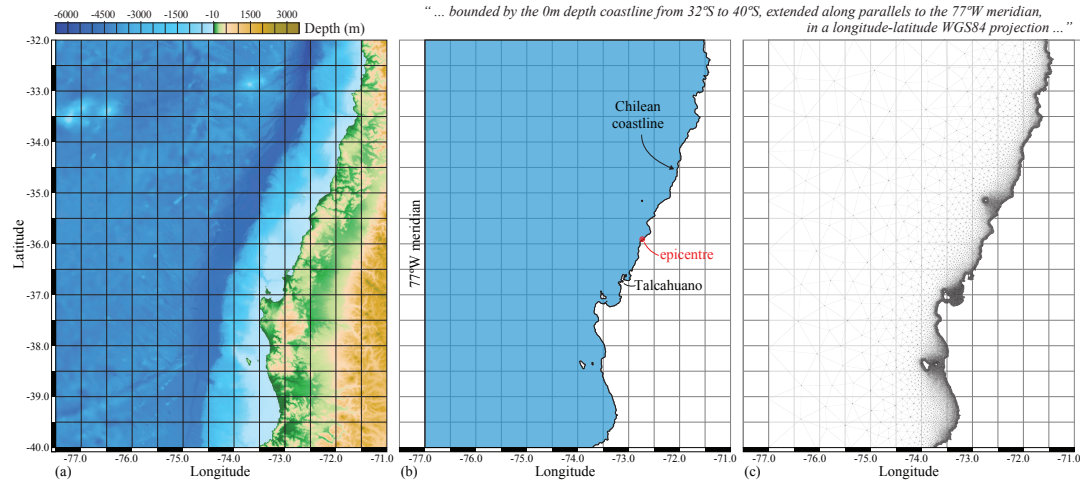 “ ... bounded by the 0m depth coastline from 32ºS to 40ºS, extended along parallels to the 77ºW meridian,
in a longitude-latitude WGS84 projection ...”
-6000 -4500 -3000 -1500 -10 1500 3000 Depth (m)
-32.0
-33.0
-34.0
-35.0
-36.0
-37.0
-38.0
-39.0
-40.0
Latitude
-77.0 -76.0 -75.0 -74.0 -73.0 -72.0 -71.0
(a) Longitude
Chilean
coastline
77ºW meridian
epicentre
Talcahuano
-77.0 -76.0 -75.0 -74.0 -73.0 -72.0 -71.0
(b) Longitude
-77.0 -76.0 -75.0 -74.0 -73.0 -72.0 -71.0
(c) Longitude